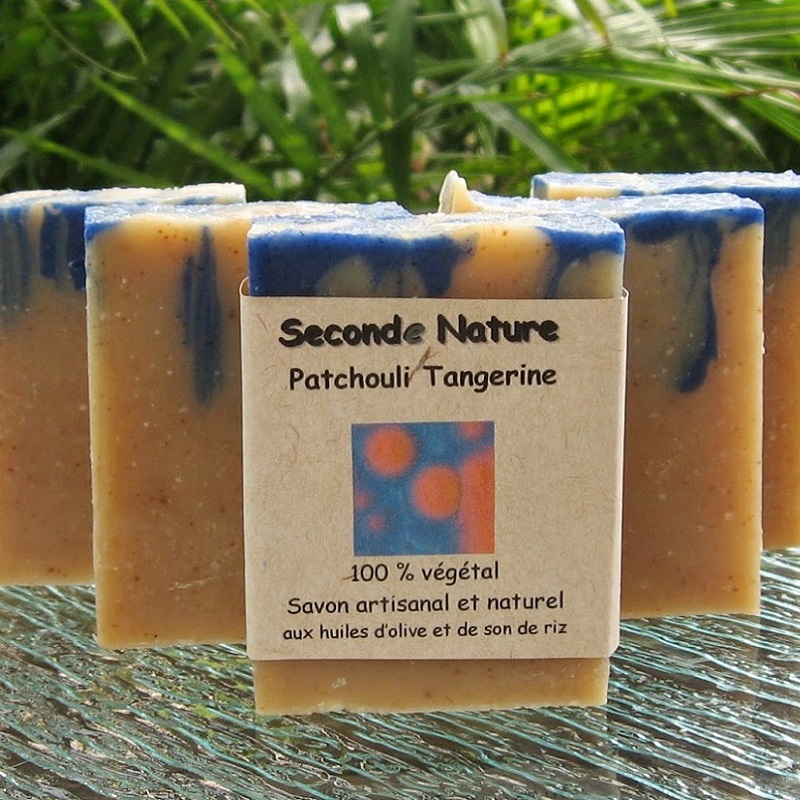 Seconde Nature
Patchouli Tangerine
100 % végétal
Savon artisanal et naturel
aux huiles d'olive et de son de riz